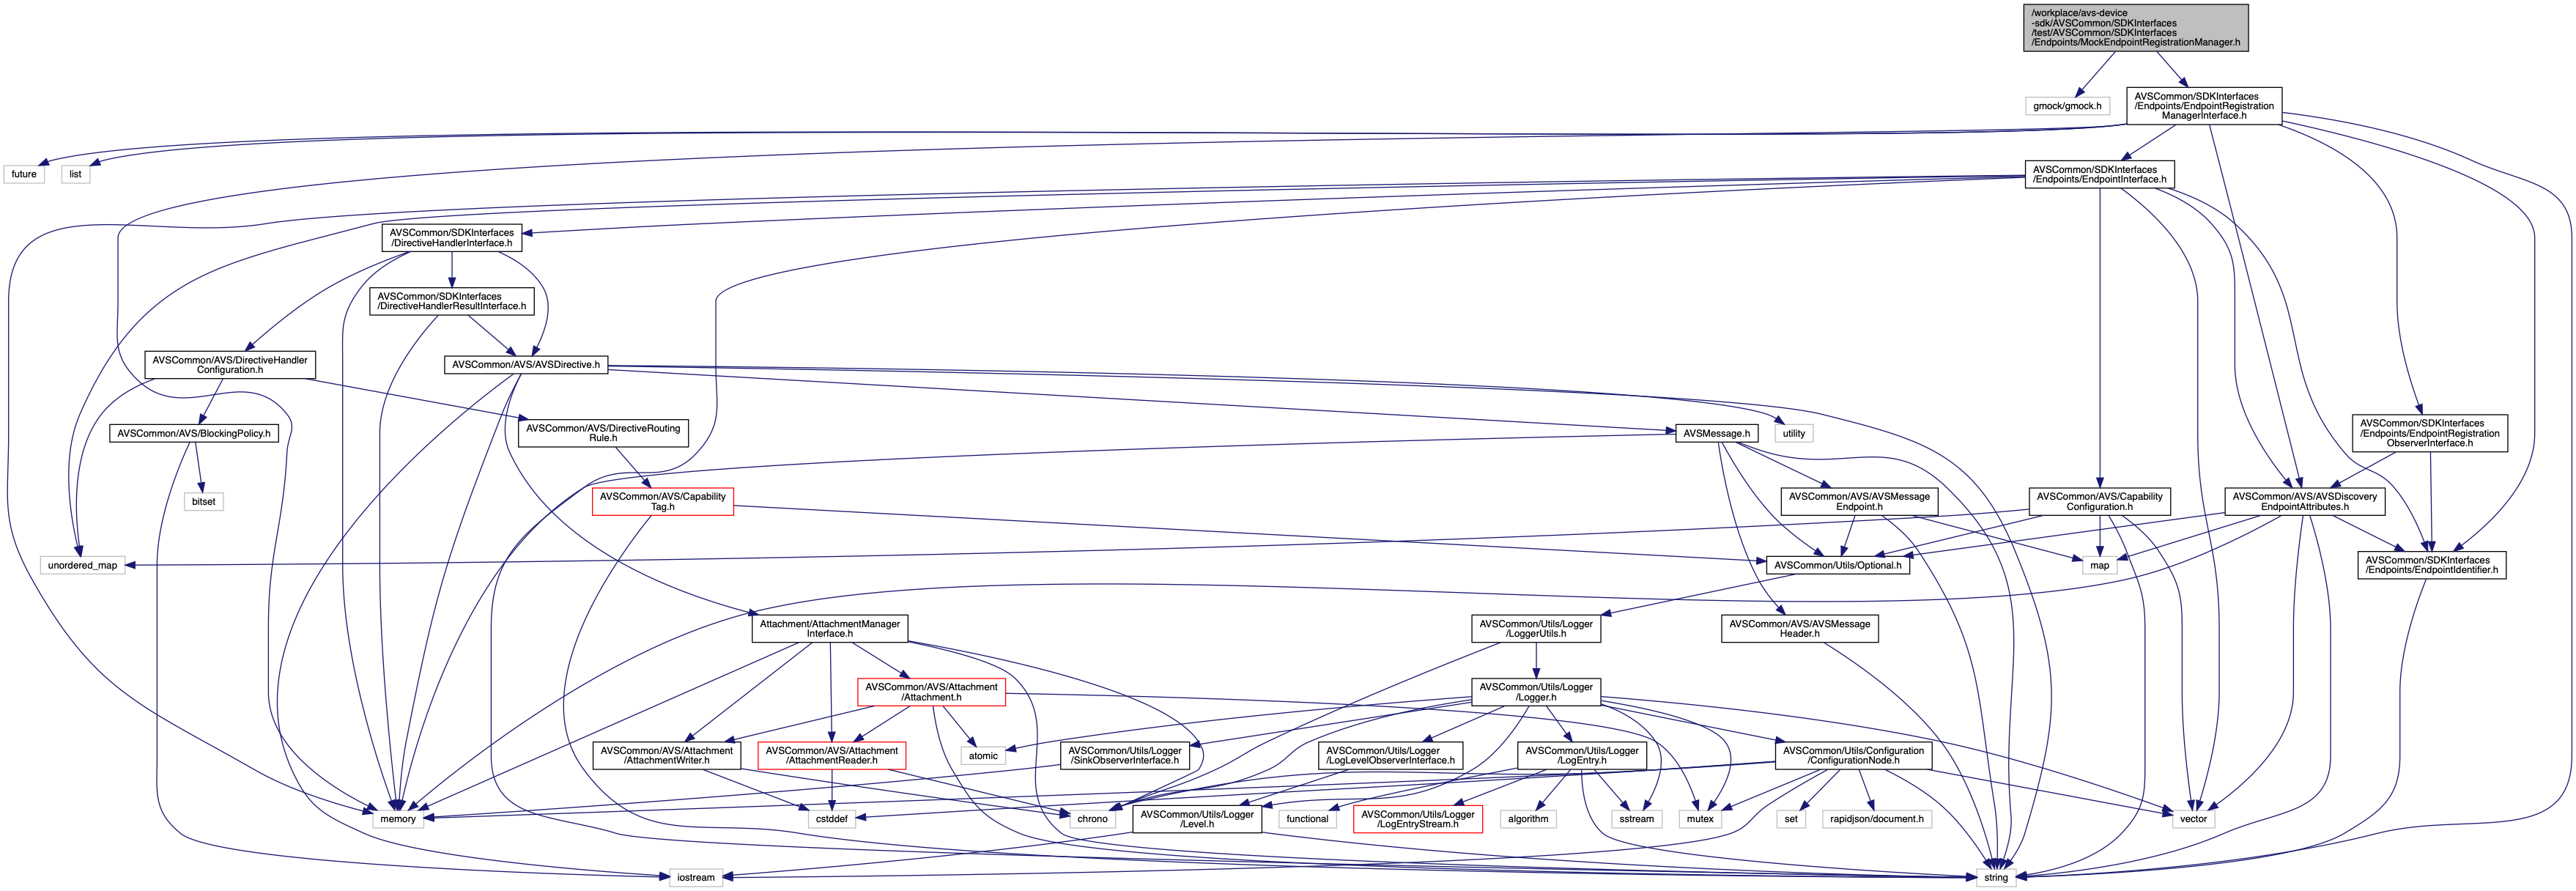 /workplace/avs-device
-sdk/AVSCommon/SDKInterfaces
/test/AVSCommon/SDKInterfaces
/Endpoints/MockEndpointRegistrationManager.h
gmock/gmock.h
AVSCommon/SDKInterfaces
/Endpoints/EndpointRegistration
ManagerInterface.h
future
list
AVSCommon/SDKInterfaces
/Endpoints/EndpointInterface.h
AVSCommon/SDKInterfaces
/DirectiveHandlerInterface.h
AVSCommon/SDKInterfaces
/DirectiveHandlerResultInterface.h
AVSCommon/AVS/DirectiveHandler
Configuration.h
AVSCommon/AVS/AVSDirective.h
AVSCommon/AVS/BlockingPolicy.h
AVSCommon/AVS/DirectiveRouting
Rule.h
AVSMessage.h
utility
AVSCommon/SDKInterfaces
/Endpoints/EndpointRegistration
ObserverInterface.h
bitset
AVSCommon/AVS/Capability
Tag.h
AVSCommon/AVS/AVSMessage
Endpoint.h
AVSCommon/AVS/Capability
Configuration.h
AVSCommon/AVS/AVSDiscovery
EndpointAttributes.h
unordered_map
AVSCommon/Utils/Optional.h
map
AVSCommon/SDKInterfaces
/Endpoints/EndpointIdentifier.h
Attachment/AttachmentManager
Interface.h
AVSCommon/Utils/Logger
/LoggerUtils.h
AVSCommon/AVS/AVSMessage
Header.h
AVSCommon/AVS/Attachment
/Attachment.h
AVSCommon/Utils/Logger
/Logger.h
AVSCommon/AVS/Attachment
/AttachmentWriter.h
AVSCommon/AVS/Attachment
/AttachmentReader.h
atomic
AVSCommon/Utils/Logger
/SinkObserverInterface.h
AVSCommon/Utils/Logger
/LogLevelObserverInterface.h
AVSCommon/Utils/Logger
/LogEntry.h
AVSCommon/Utils/Configuration
/ConfigurationNode.h
memory
cstddef
chrono
AVSCommon/Utils/Logger
/Level.h
functional
AVSCommon/Utils/Logger
/LogEntryStream.h
algorithm
sstream
mutex
set
rapidjson/document.h
vector
iostream
string